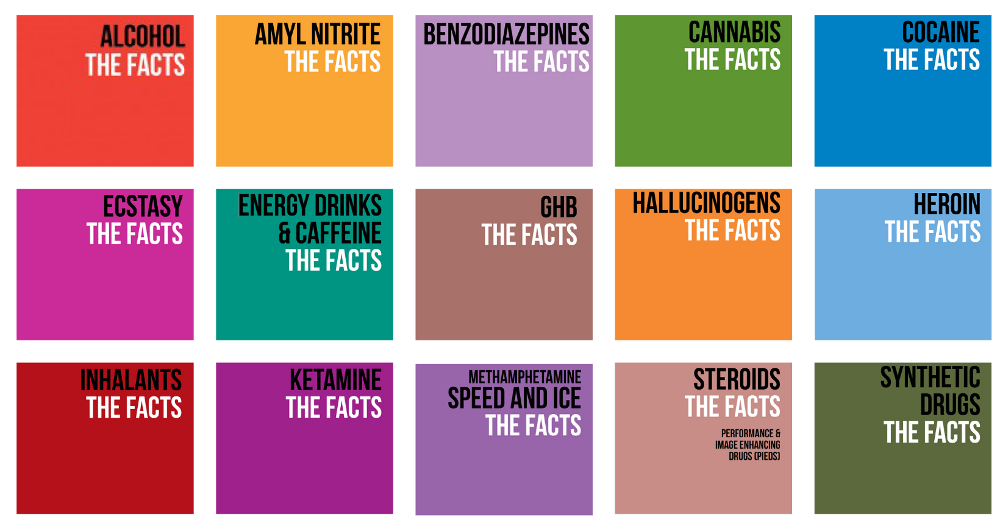 ALCOHOL
THE FACTS
AMYL NITRITE
THE FACTS
BENZODIAZEPINES
THE FACTS
CANNABIS
THE FACTS
COCAINE
THE FACTS
ECSTASY
THE FACTS
ENERGY DRINKS
& CAFFEINE
THE FACTS
GHB
THE FACTS
HALLUCINOGENS
THE FACTS
HEROIN
THE FACTS
INHALANTS
THE FACTS
KETAMINE
THE FACTS
METHAMPHETAMINE
SPEED AND ICE
THE FACTS
STEROIDS
THE FACTS
PERFORMANCE &
IMAGE ENHANCING
DRUGS (PIEDS)
SYNTHETIC
DRUGS
THE FACTS